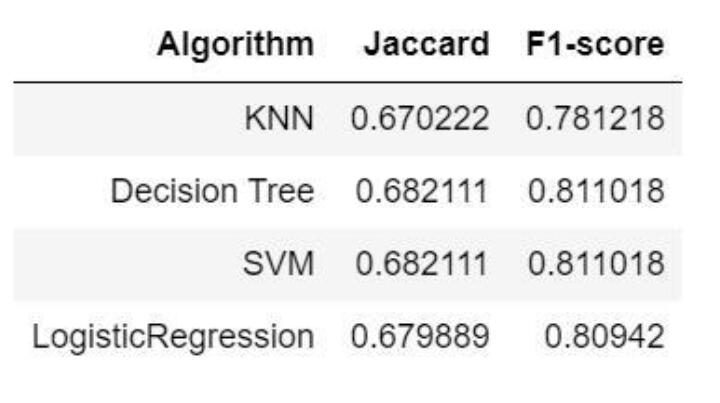 Algorithm Jaccard F1-score
KNN 0.670222 0.781218
Decision Tree 0.682111 0.811018
SVM 0.682111 0.811018
LogisticRegression 0.679889 0.80942